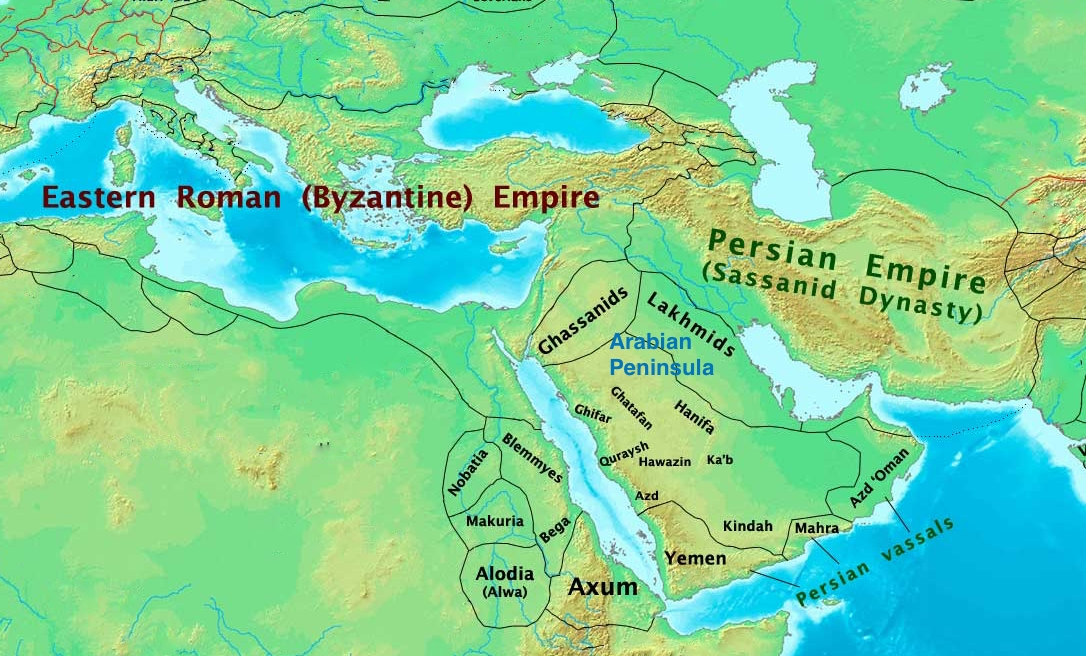 Eastern Roman (Byzantine) Empire
Persian Empire
(Sassanid Dynasty)
Ghassanids
Lakhmids
Arabian
Peninsula
Ghifar
Ghatafan
Hanifa
Quraysh
Hawazin
Ka'b
Azd
Nobatia
Blemmyes
Makuria
Bega
Alodia
(Alwa)
Axum
Kindah
Mahra
Azd 'Oman
Yemen
Persian vassals